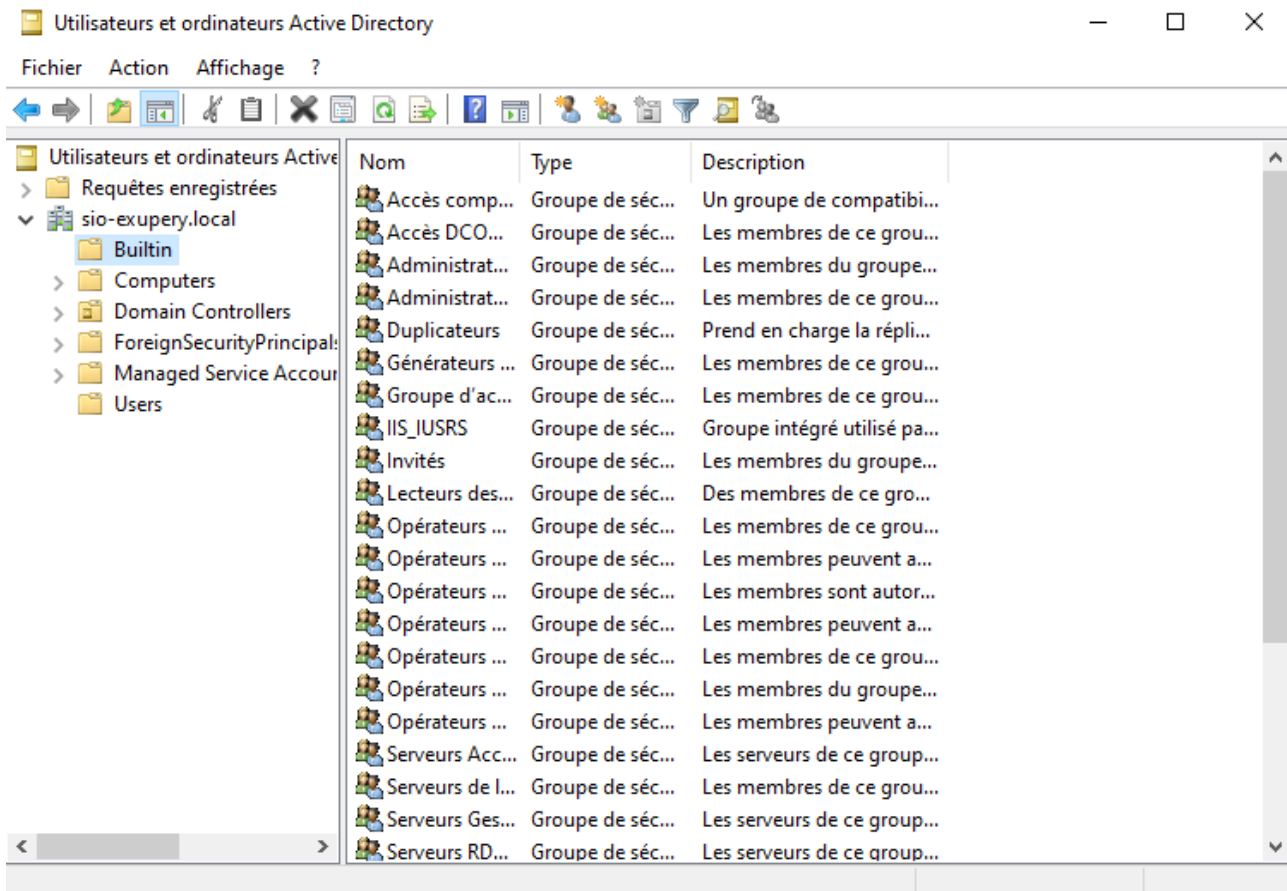 Utilisateurs et ordinateurs Active Directory
Fichier Action Affichage ?
Utilisateurs et ordinateurs Active
Requêtes enregistrées
sio-exupery.local
Builtin
Computers
Domain Controllers
ForeignSecurityPrincipals
Managed Service Accour
Users
Nom Type Description
Accès comp... Groupe de séc... Un groupe de compatibi...
Accès DCO... Groupe de séc... Les membres de ce grou...
Administrat... Groupe de séc... Les membres du groupe...
Administrat... Groupe de séc... Les membres de ce grou...
Duplicateurs Groupe de séc... Prend en charge la répli...
Générateurs ... Groupe de séc... Les membres de ce grou...
Groupe d'ac... Groupe de séc... Les membres de ce grou...
IIS_IUSRS Groupe de séc... Groupe intégré utilisé pa...
Invités Groupe de séc... Les membres du groupe...
Lecteurs des... Groupe de séc... Des membres de ce gro...
Opérateurs ... Groupe de séc... Les membres de ce grou...
Opérateurs ... Groupe de séc... Les membres peuvent a...
Opérateurs ... Groupe de séc... Les membres sont autor...
Opérateurs ... Groupe de séc... Les membres peuvent a...
Opérateurs ... Groupe de séc... Les membres de ce grou...
Opérateurs ... Groupe de séc... Les membres du groupe...
Opérateurs ... Groupe de séc... Les membres peuvent a...
Serveurs Acc... Groupe de séc... Les serveurs de ce group...
Serveurs de l... Groupe de séc... Les membres de ce grou...
Serveurs Ges... Groupe de séc... Les serveurs de ce group...
Serveurs RD... Groupe de séc... Les serveurs de ce group...